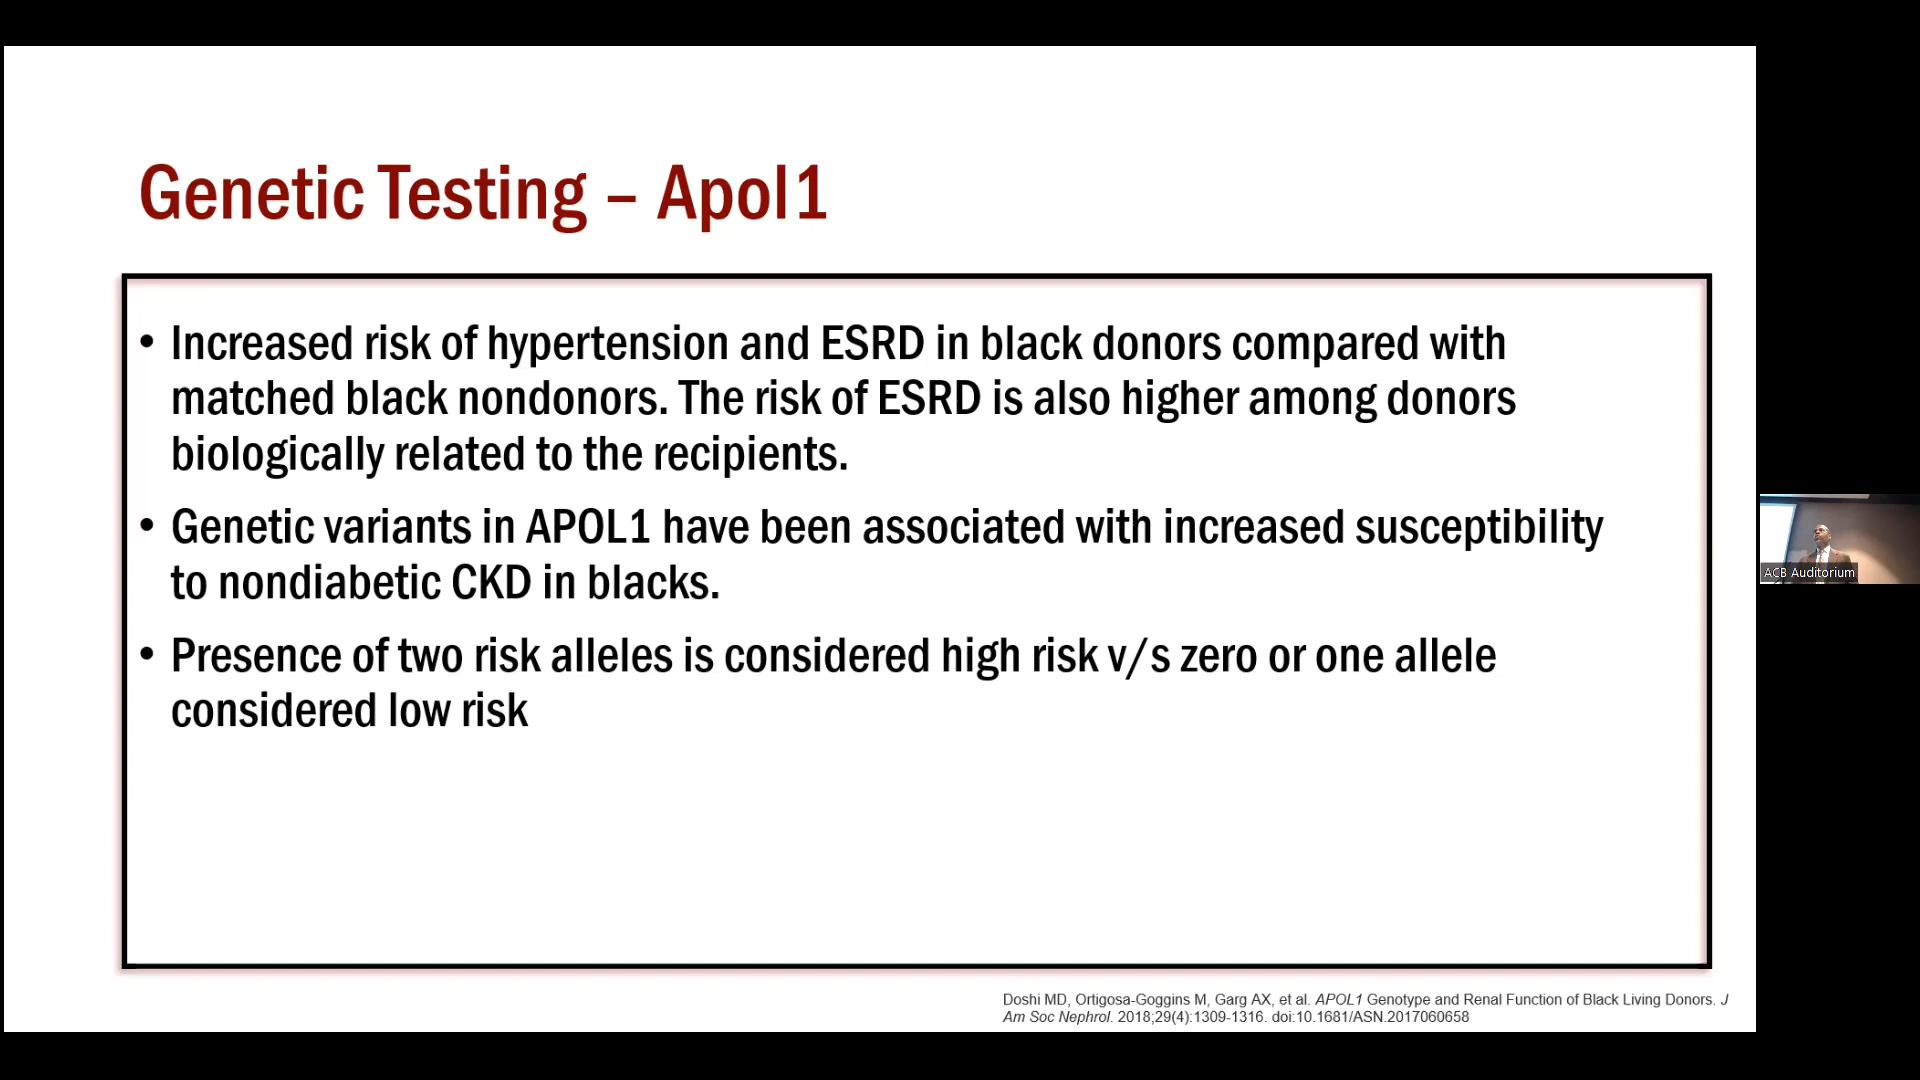 Genetic Testing – Apol1
• Increased risk of hypertension and ESRD in black donors compared with
matched black nondonors. The risk of ESRD is also higher among donors
biologically related to the recipients.
• Genetic variants in APOL1 have been associated with increased susceptibility
to nondiabetic CKD in blacks.
• Presence of two risk alleles is considered high risk v/s zero or one allele
considered low risk
ACB Auditorium
Doshi MD, Ortigosa-Goggins M, Garg AX, et al. APOL1 Genotype and Renal Function of Black Living Donors. J
Am Soc Nephrol. 2018;29(4):1309-1316. doi:10.1681/ASN.2017060658